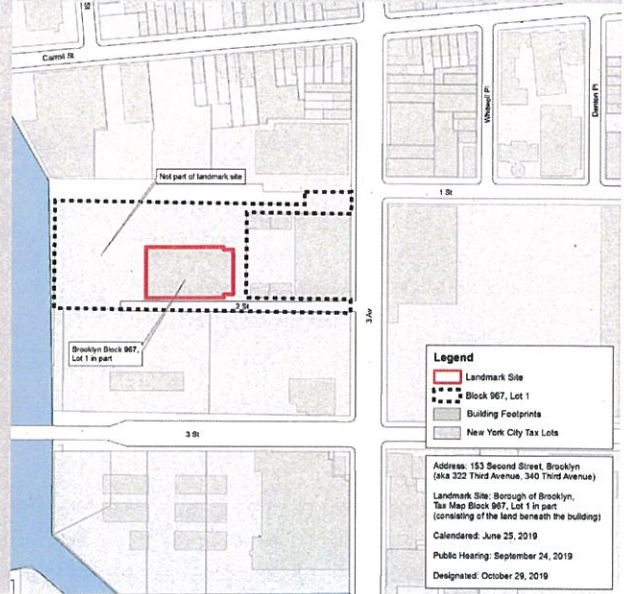 Carroll St
Whitwell Pl
Denton Pl
Not part of landmark site
1 St
2 St
3 Av
Brooklyn Block 967,
Lot 1 in part
3 St
Legend
Landmark Site
Block 967, Lot 1
Building Footprints
New York City Tax Lots
Address: 153 Second Street, Brooklyn
(aka 322 Third Avenue, 340 Third Avenue)
Landmark Site: Borough of Brooklyn,
Tax Map Block 967, Lot 1 in part
(consisting of the land beneath the building)
Calendared: June 25, 2019
Public Hearing: September 24, 2019
Designated: October 29, 2019